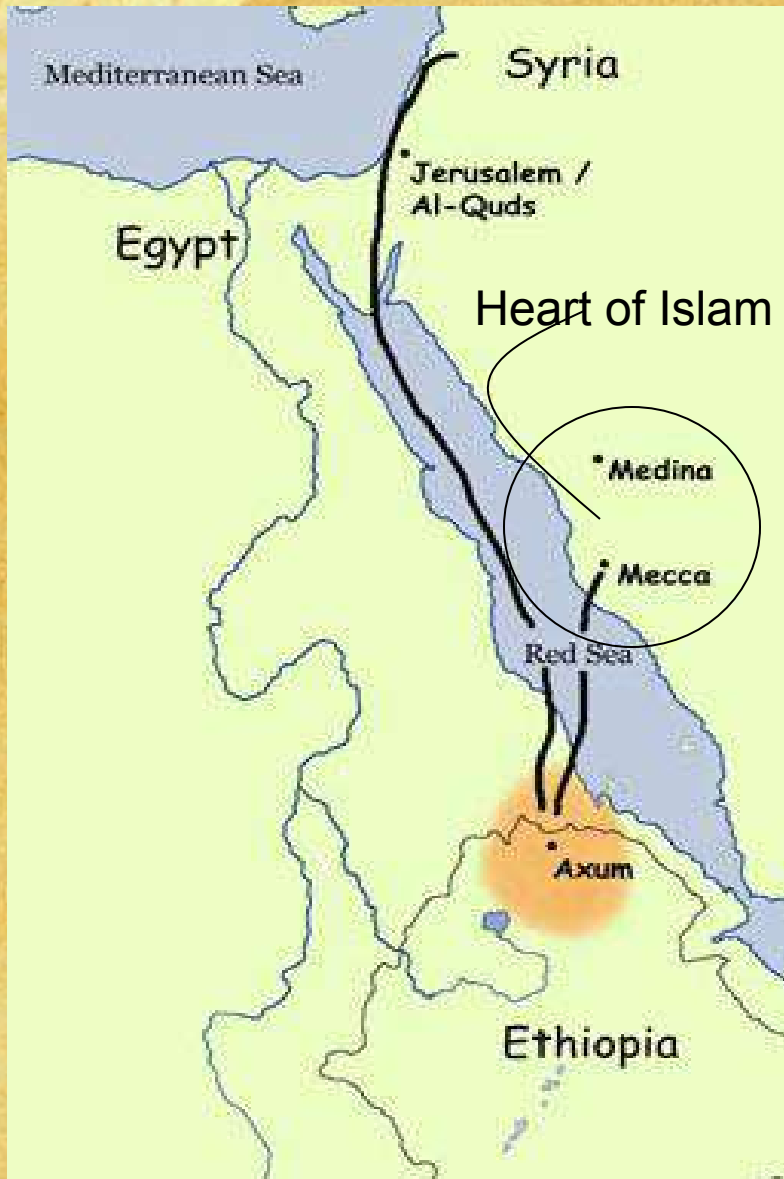 Mediterranean Sea
Syria
Jerusalem /
Al-Quds
Egypt
Heart of Islam
Medina
Mecca
Red Sea
Axum
Ethiopia